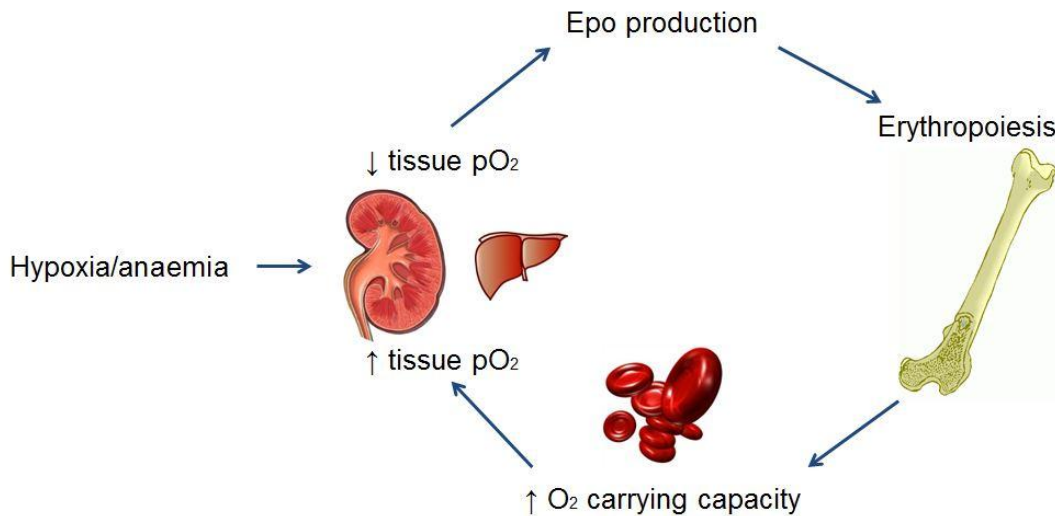 Epo production
Erythropoiesis
↓ tissue pO₂
Hypoxia/anaemia
↑ tissue pO₂
↑ O₂ carrying capacity